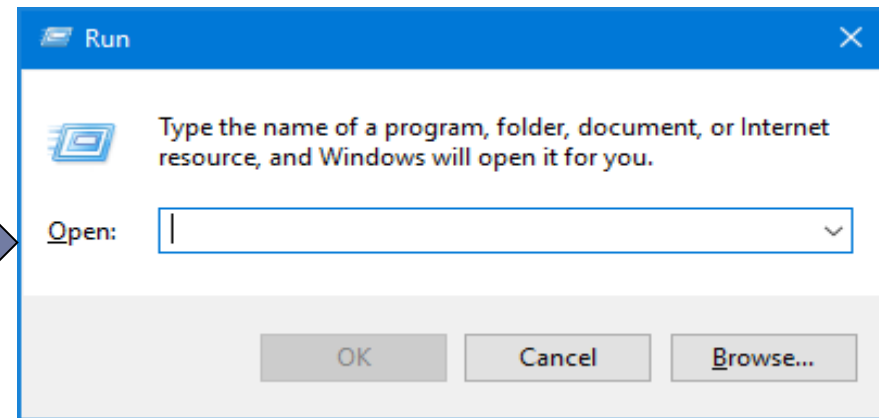 Run
Type the name of a program, folder, document, or Internet
resource, and Windows will open it for you.
Open:
OK Cancel Browse...